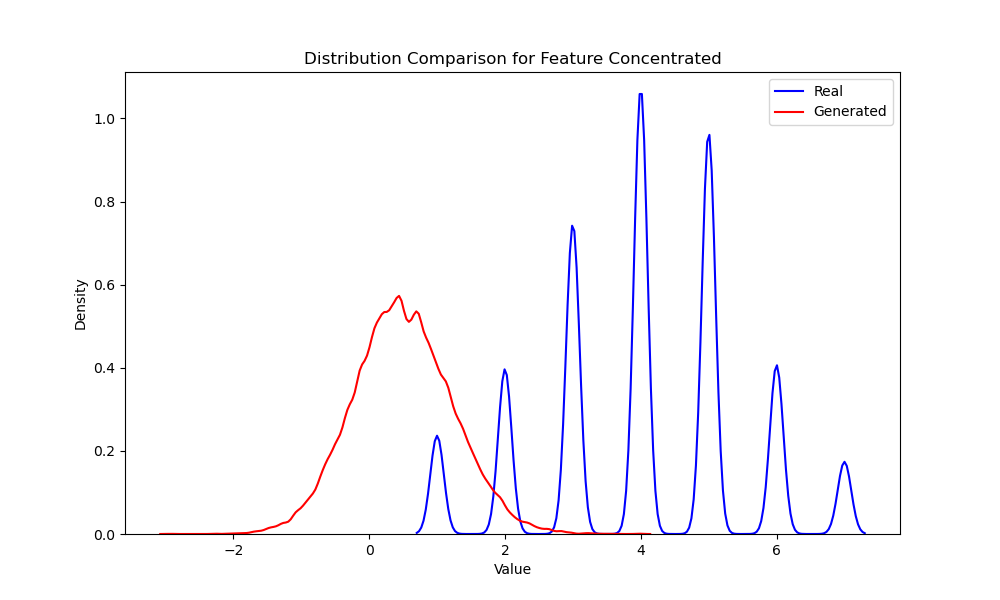 Distribution Comparison for Feature Concentrated
Real
Generated
Density
1.0
0.8
0.6
0.4
0.2
0.0
−2
0
2
4
6
Value